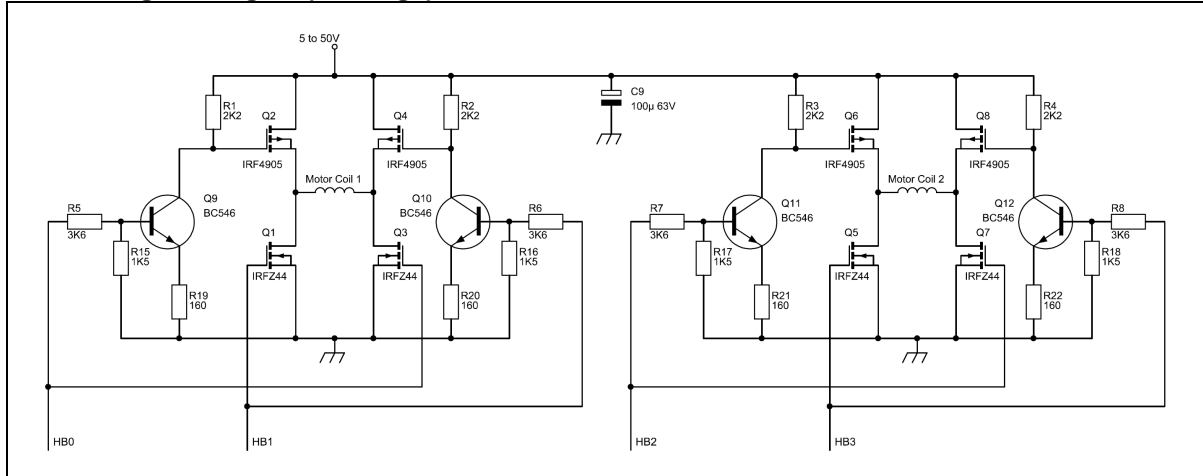 5 to 50V
R1
2K2
Q2
IRF4905
Q4
IRF4905
R2
2K2
C9
100µ 63V
R3
2K2
Q6
IRF4905
Q8
IRF4905
R4
2K2
Motor Coil 1
Motor Coil 2
Q9
BC546
Q10
BC546
Q11
BC546
Q12
BC546
R5
3K6
R6
3K6
R7
3K6
R8
3K6
Q1
IRFZ44
Q3
IRFZ44
Q5
IRFZ44
Q7
IRFZ44
R15
1K5
R16
1K5
R17
1K5
R18
1K5
R19
160
R20
160
R21
160
R22
160
HB0
HB1
HB2
HB3